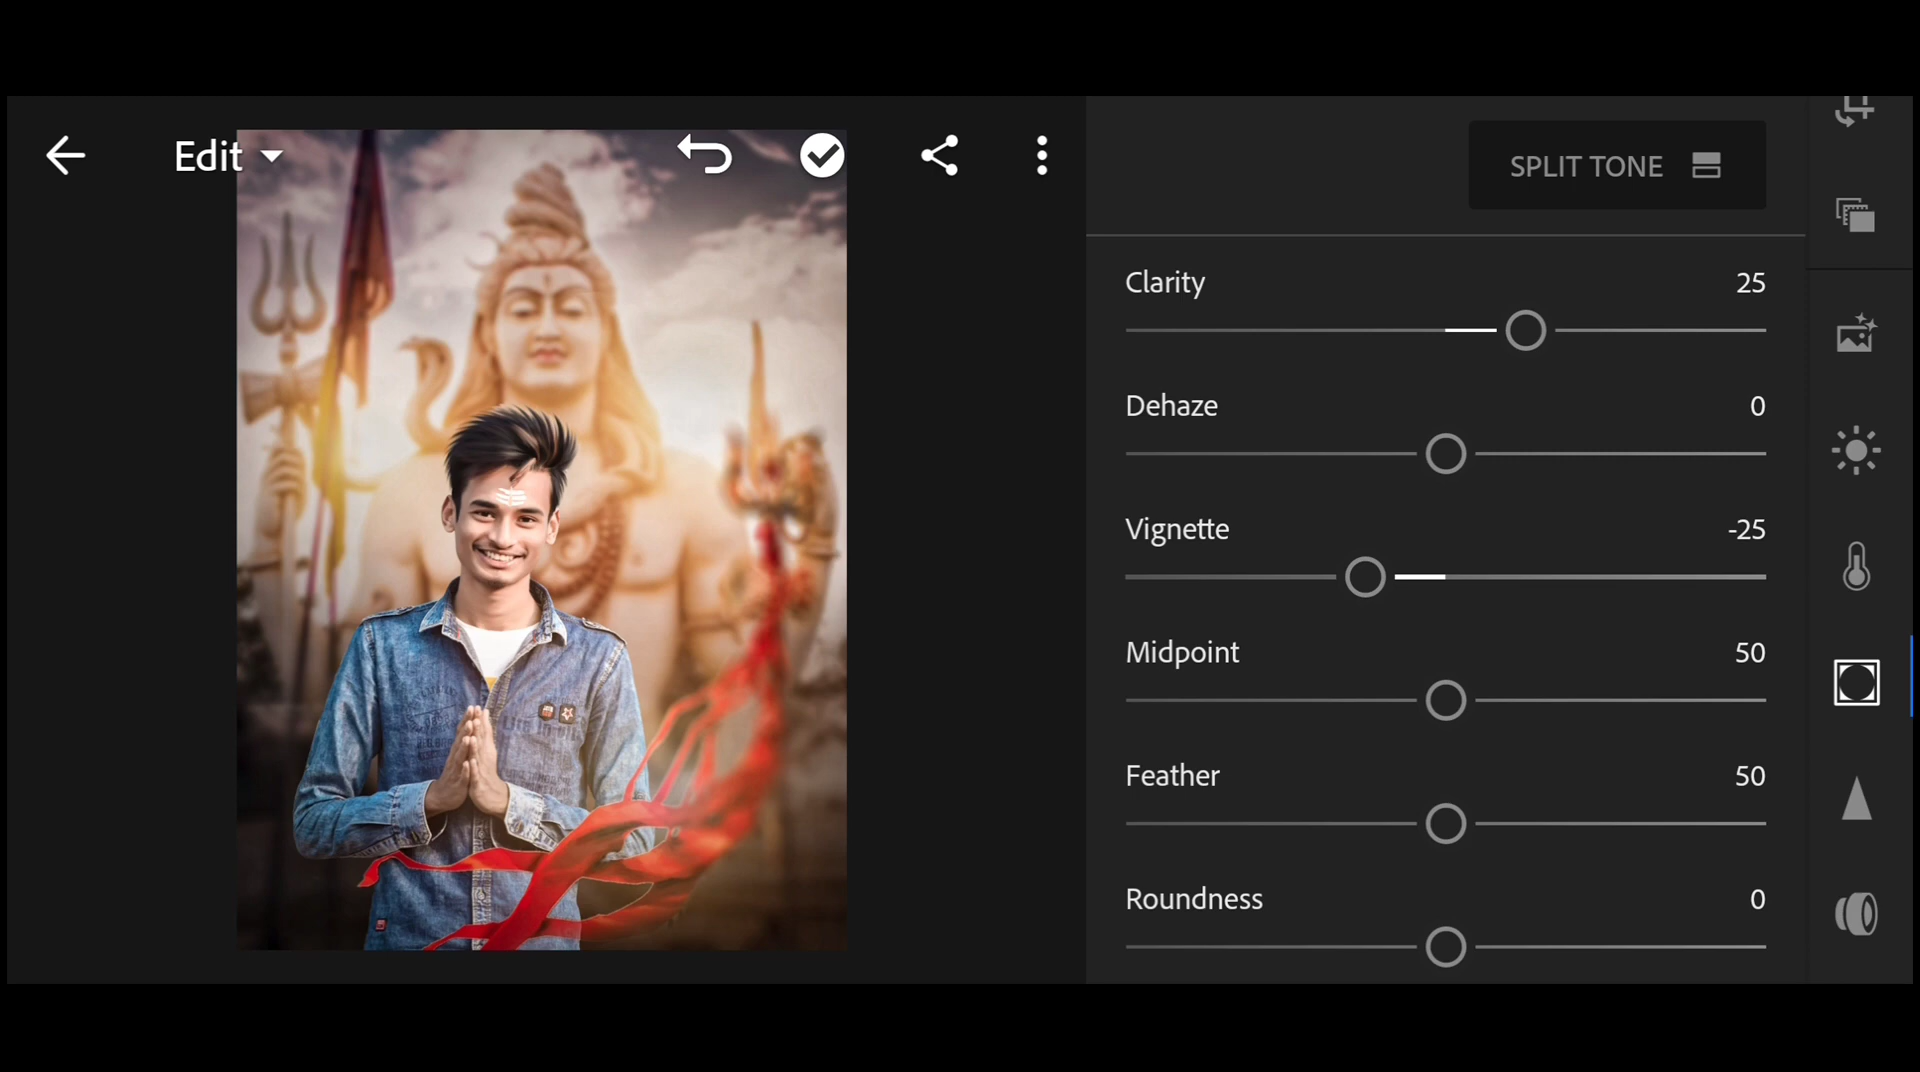 Edit
SPLIT TONE
Clarity 25
Dehaze 0
Vignette -25
Midpoint 50
Feather 50
Roundness 0